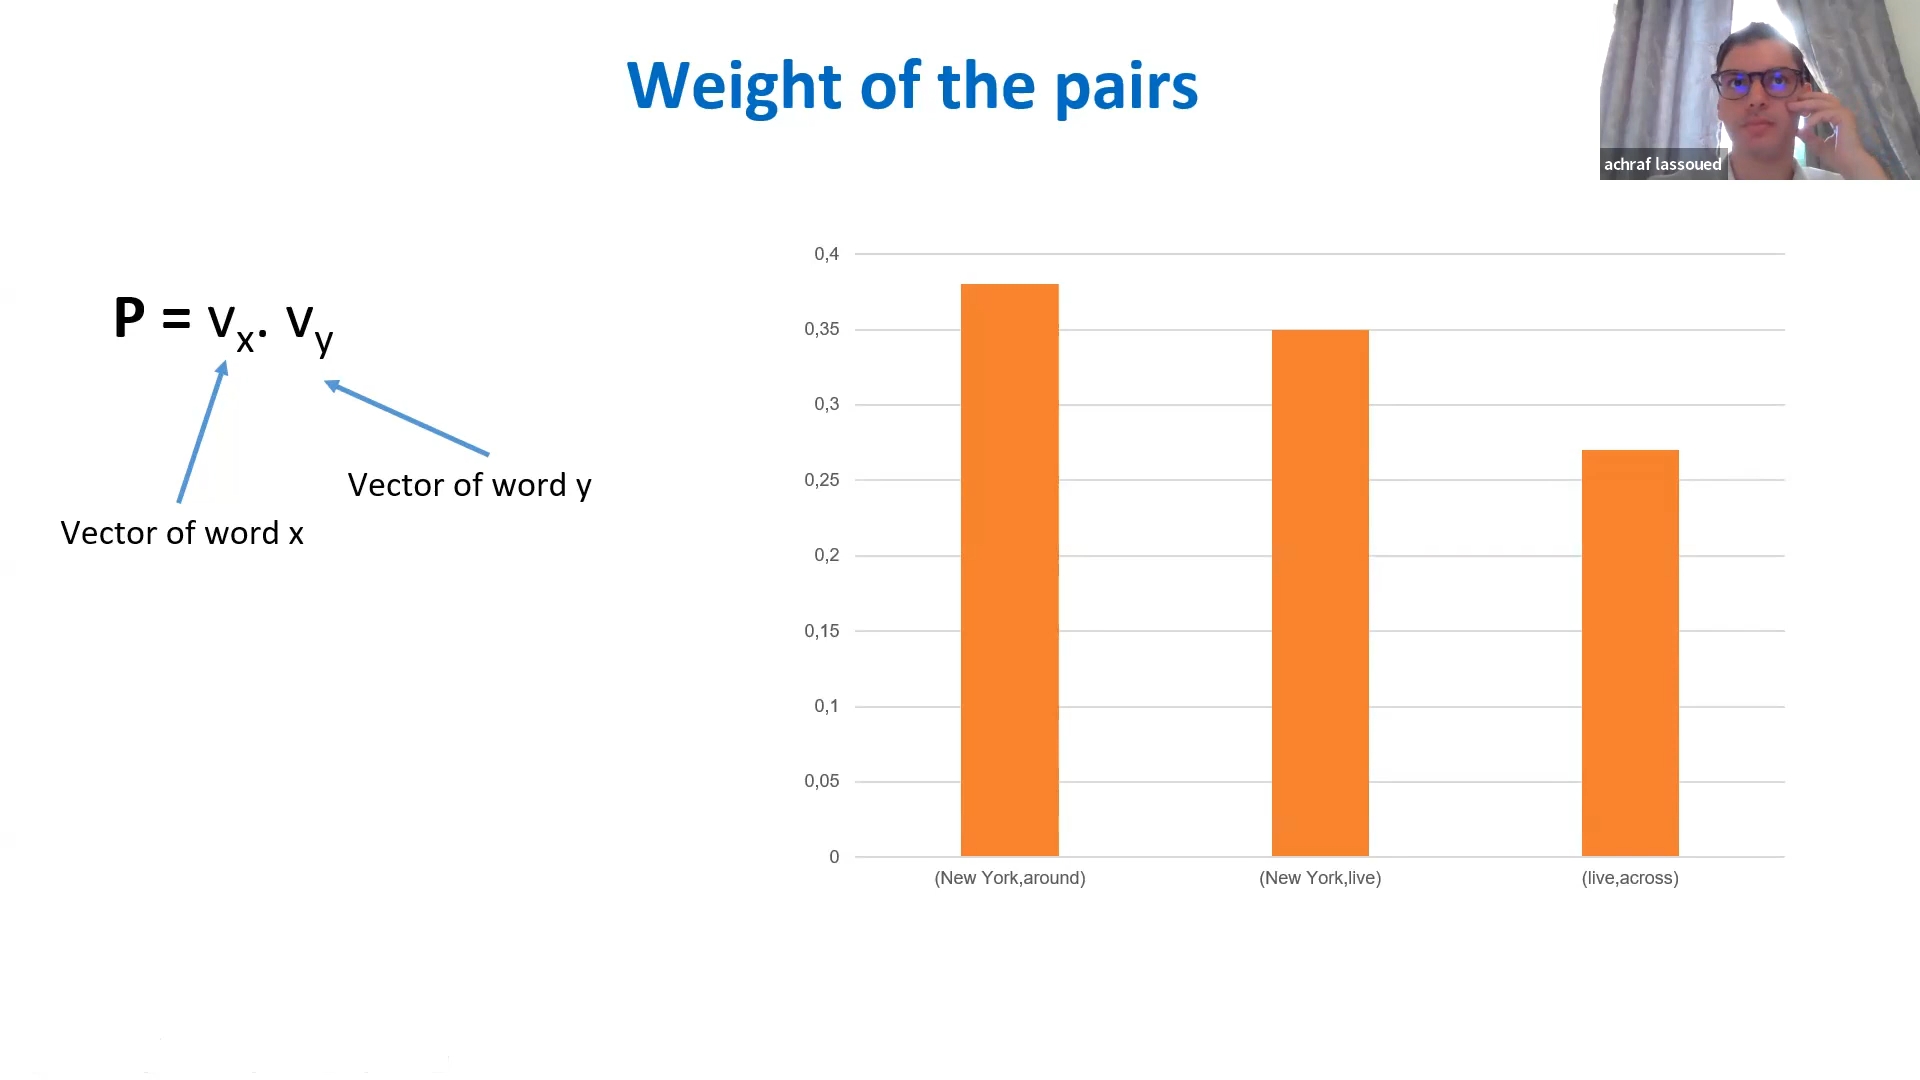 Weight of the pairs
achraf lassoued
P = vx. vy
Vector of word y
Vector of word x
0,4
0,35
0,3
0,25
0,2
0,15
0,1
0,05
0
(New York,around)
(New York,live)
(live,across)